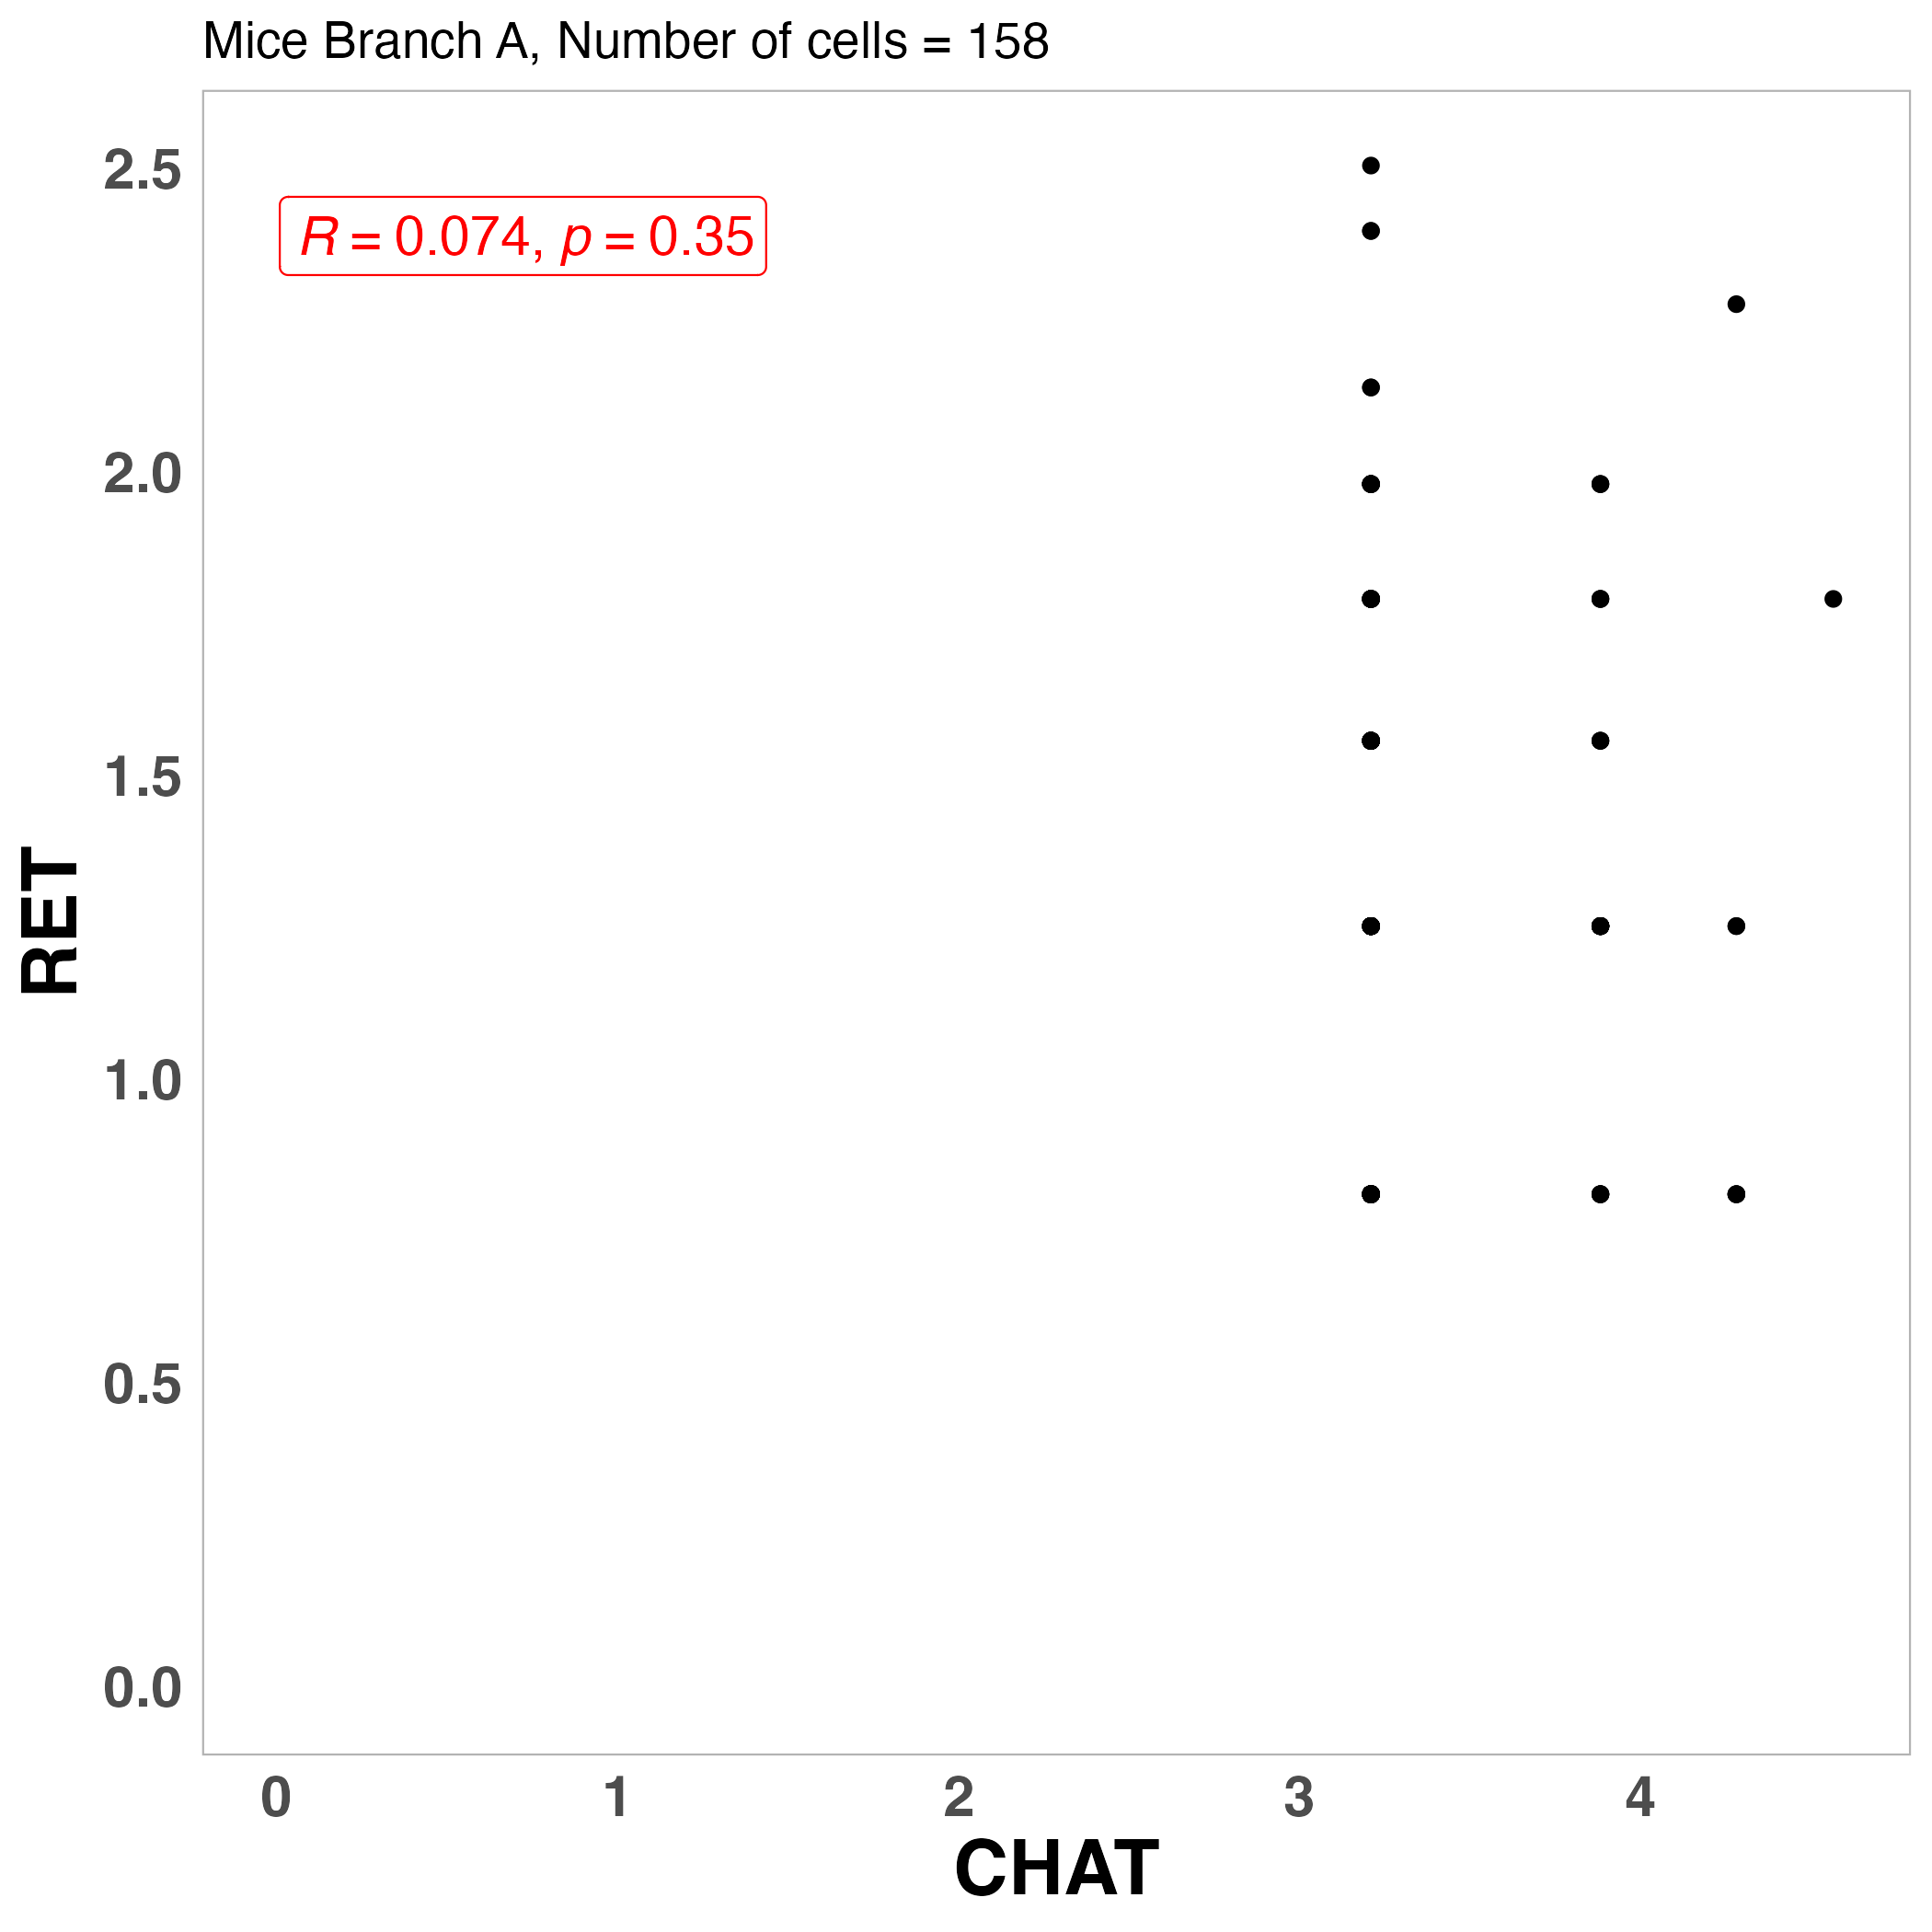 Mice Branch A, Number of cells = 158
2.5
R = 0.074, p = 0.35
2.0
1.5
RET
1.0
0.5
0.0
0 1 2 3 4
CHAT